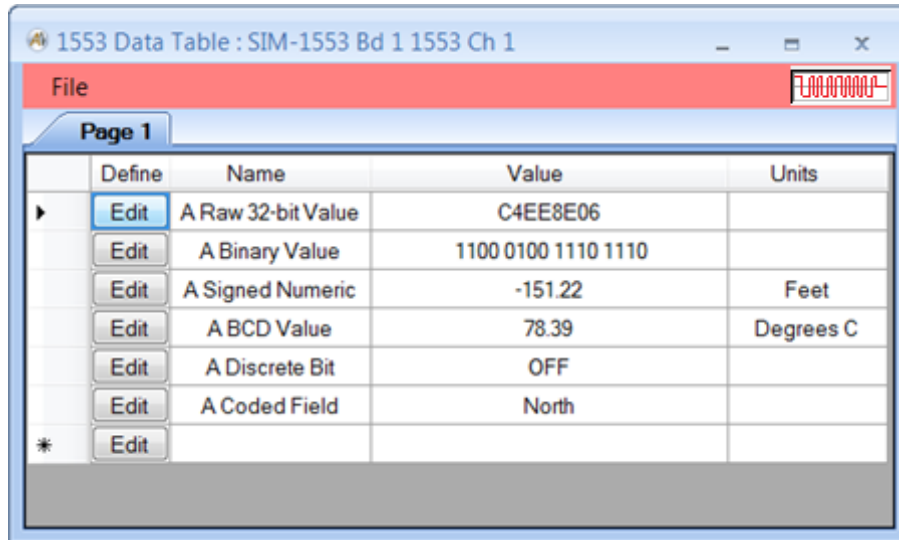 1553 Data Table : SIM-1553 Bd 1 1553 Ch 1
File
Page 1
Define Name Value Units
Edit A Raw 32-bit Value C4EE8E06
Edit A Binary Value 1100 0100 1110 1110
Edit A Signed Numeric -151.22 Feet
Edit A BCD Value 78.39 Degrees C
Edit A Discrete Bit OFF
Edit A Coded Field North
Edit